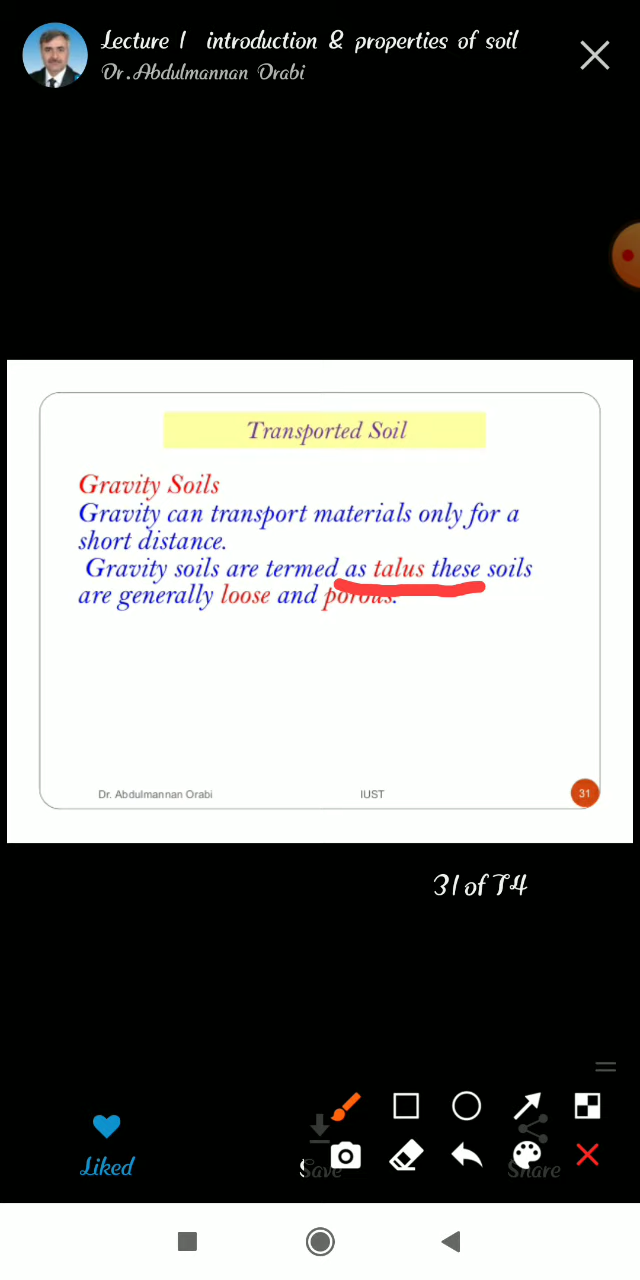 Lecture 1 introduction & properties of soil
Dr.Abdulmannan Orabi
Transported Soil
Gravity Soils
Gravity can transport materials only for a
short distance.
Gravity soils are termed as talus these soils
are generally loose and porous.
Dr. Abdulmannan Orabi IUST 31
31 of 74
Liked Save Share